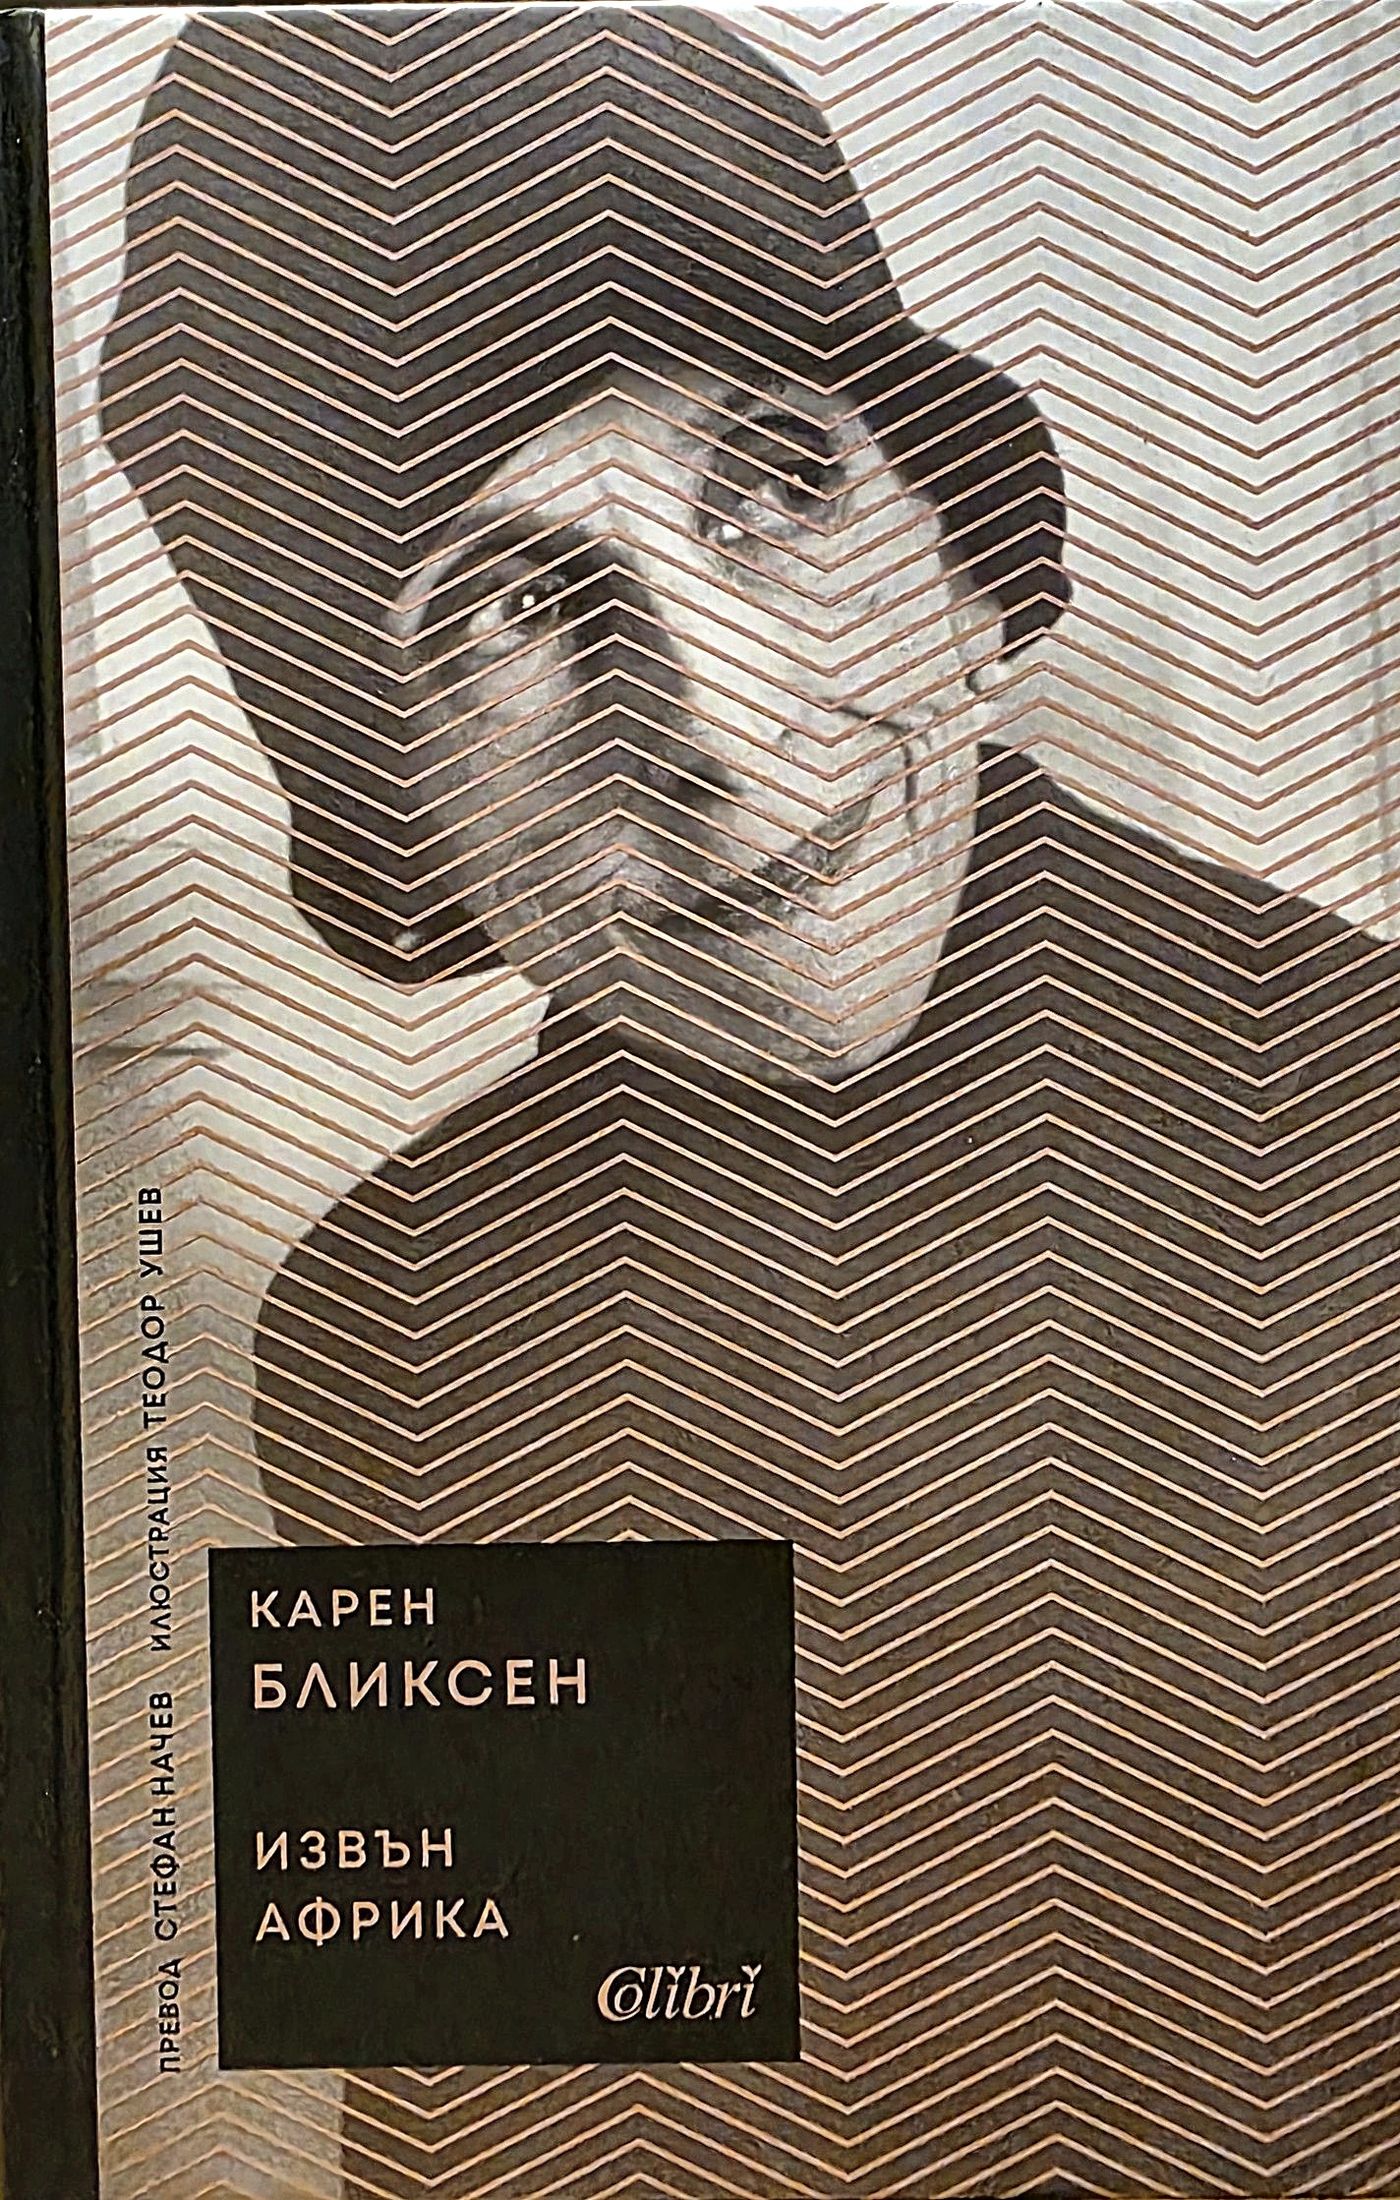 КАРЕН
БЛИКСЕН
ИЗВЪН
АФРИКА
Colibri
ПРЕВОД СТЕФАН НАЧЕВ ИЛЮСТРАЦИЯ ТЕОДОР УШЕВ